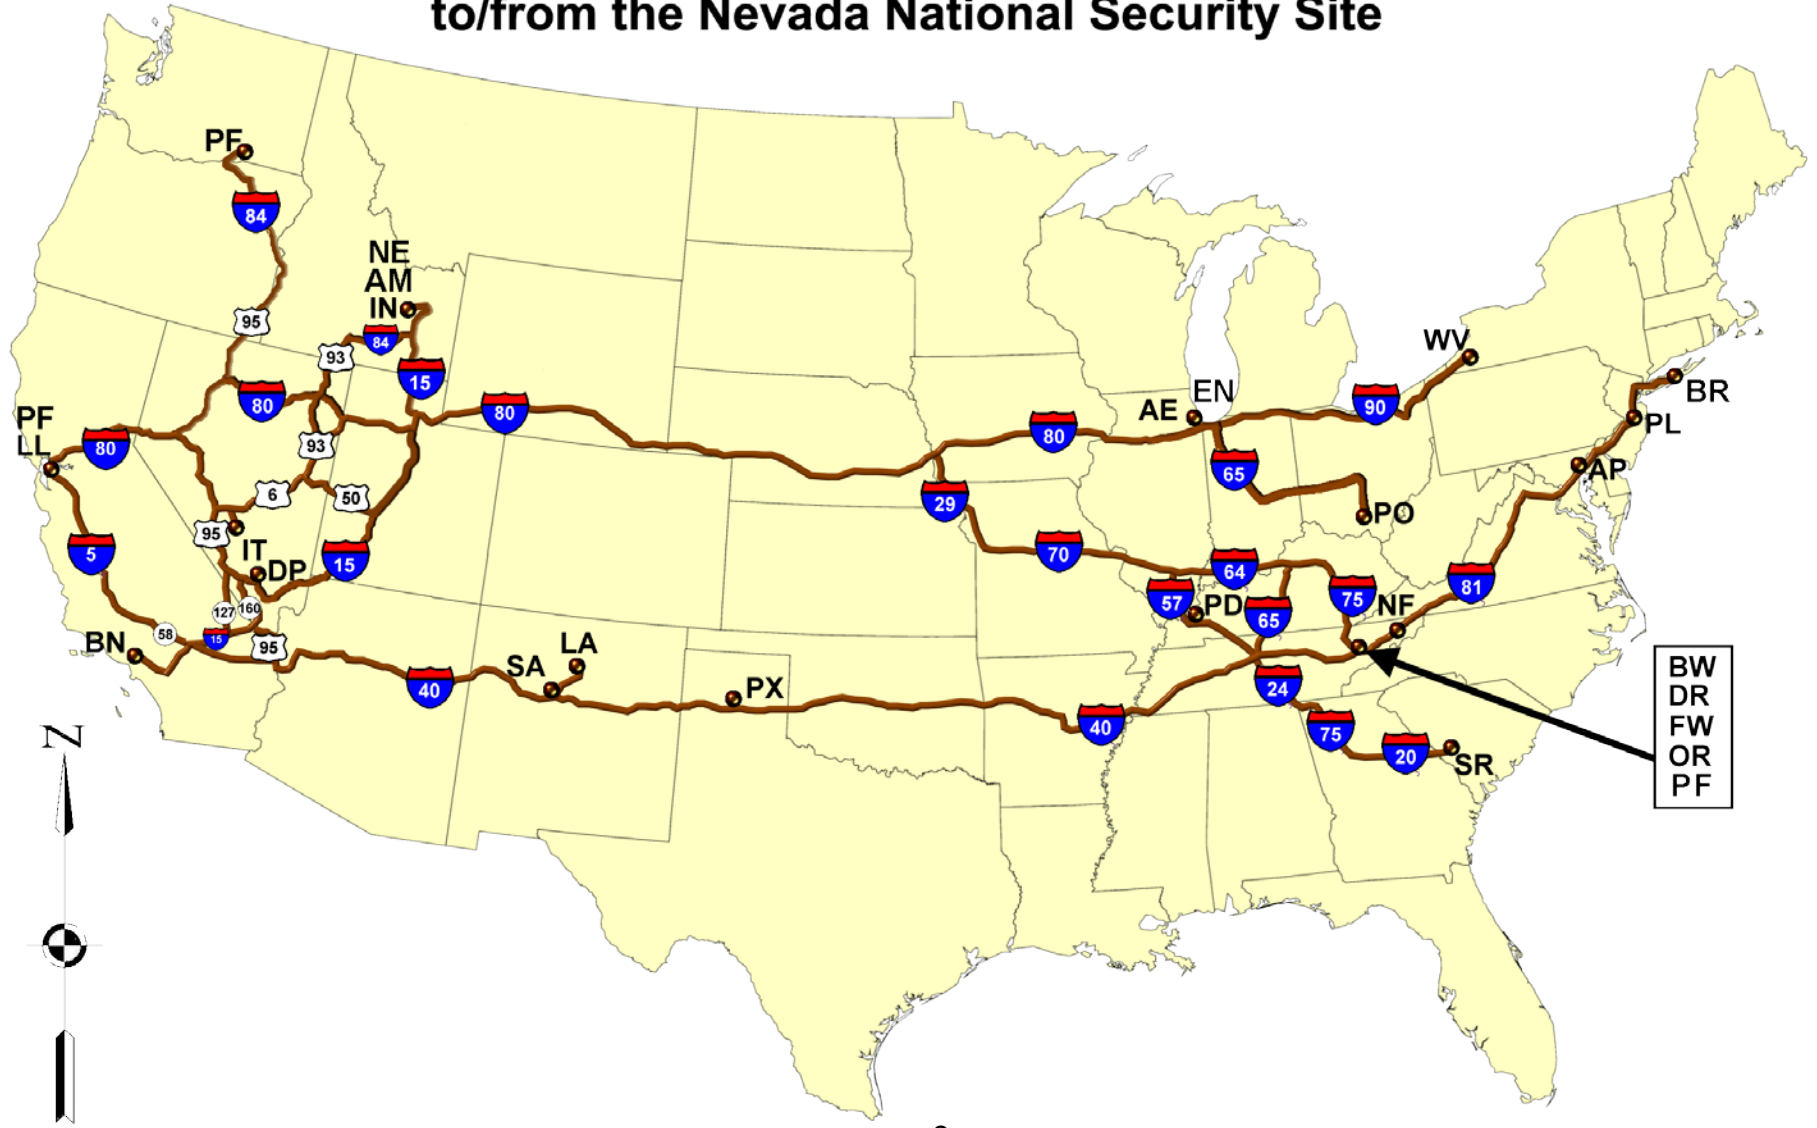 to/from the Nevada National Security Site
PF
84
95
NE
AM
IN
84
93
15
80
80
PF
LL
80
93
6
50
95
IT
DP
15
5
127
160
58
15
95
BN
40
SA
LA
PX
40
29
80
AE
EN
90
WV
65
PO
70
64
57
PD
65
75
NF
81
24
75
20
SR
BR
PL
AP
BW
DR
FW
OR
PF
N